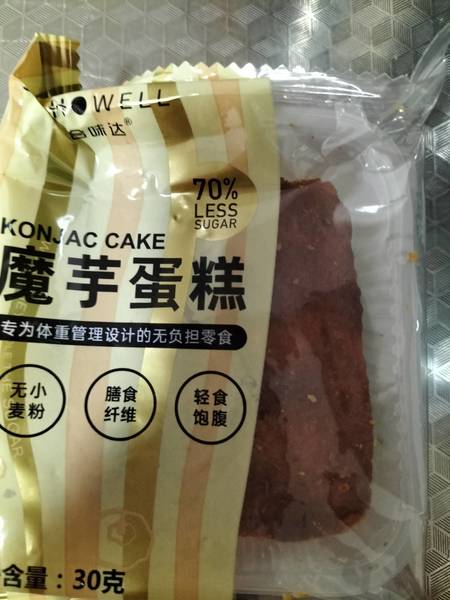 HOWELL
味达®
70%
LESS
SUGAR
KONJAC CAKE
魔芋蛋糕
专为体重管理设计的无负担零食
无小
麦粉
膳食
纤维
轻食
饱腹
含量：30克